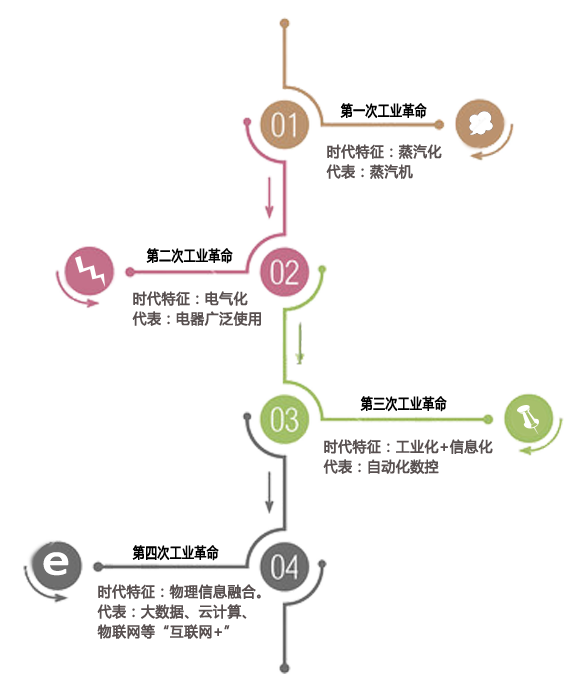 01
第一次工业革命
时代特征：蒸汽化
代表：蒸汽机
第二次工业革命
02
时代特征：电气化
代表：电器广泛使用
03
第三次工业革命
时代特征：工业化+信息化
代表：自动化数控
e
第四次工业革命
04
时代特征：物理信息融合。
代表：大数据、云计算、
物联网等“互联网+”